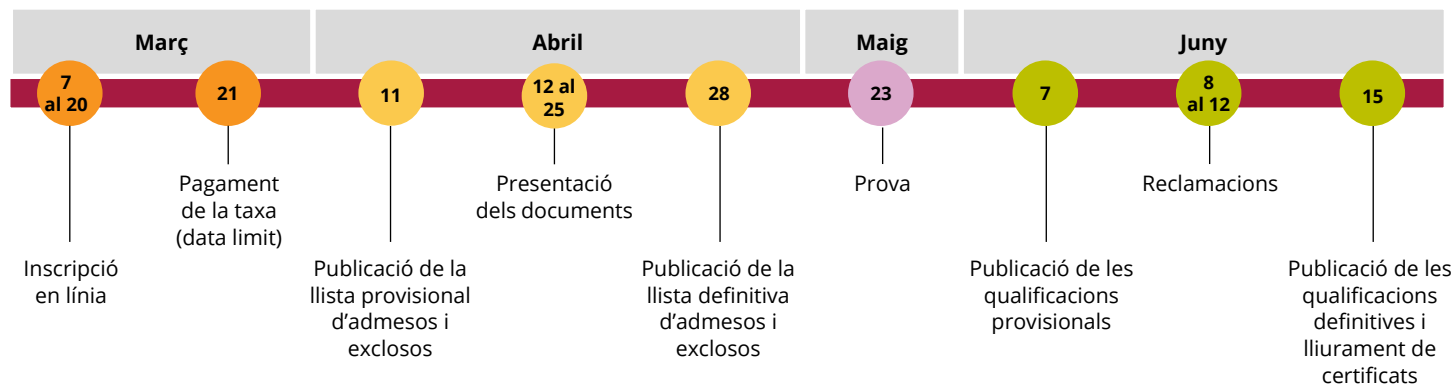 Març
Abril
Maig
Juny
7
al 20
21
11
12 al
25
28
23
7
8
al 12
15
Inscripció
en línia
Pagament
de la taxa
(data limit)
Publicació de la
llista provisional
d’admesos i
exclosos
Presentació
dels documents
Publicació de la
llista definitiva
d’admesos i
exclosos
Prova
Publicació de les
qualificacions
provisionals
Reclamacions
Publicació de les
qualificacions
definitives i
lliurament de
certificats